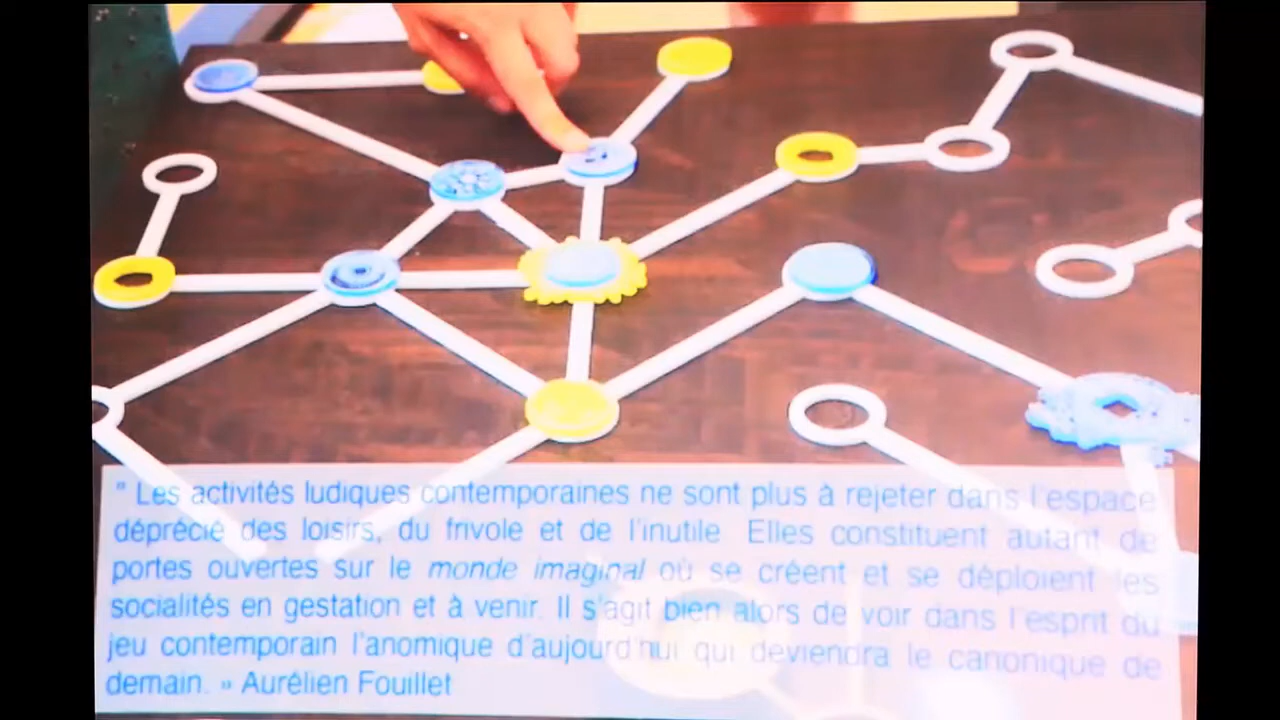 " Les activités ludiques contemporaines ne sont plus à rejeter dans l'espace
déprécié des loisirs, du frivole et de l'inutile. Elles constituent autant de
portes ouvertes sur le monde imaginal où se créent et se déploient les
socialités en gestation et à venir. Il s'agit bien alors de voir dans l'esprit du
jeu contemporain l'anomique d'aujourd'hui qui deviendra le canonique de
demain. » Aurélien Fouillet